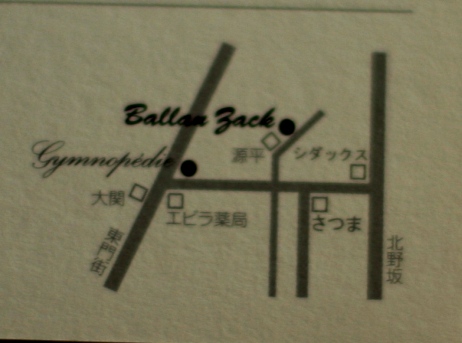 Ballan Zack
源平
シダックス
Gymnopédie
大関
エビラ薬局
さつま
東門街
北野坂